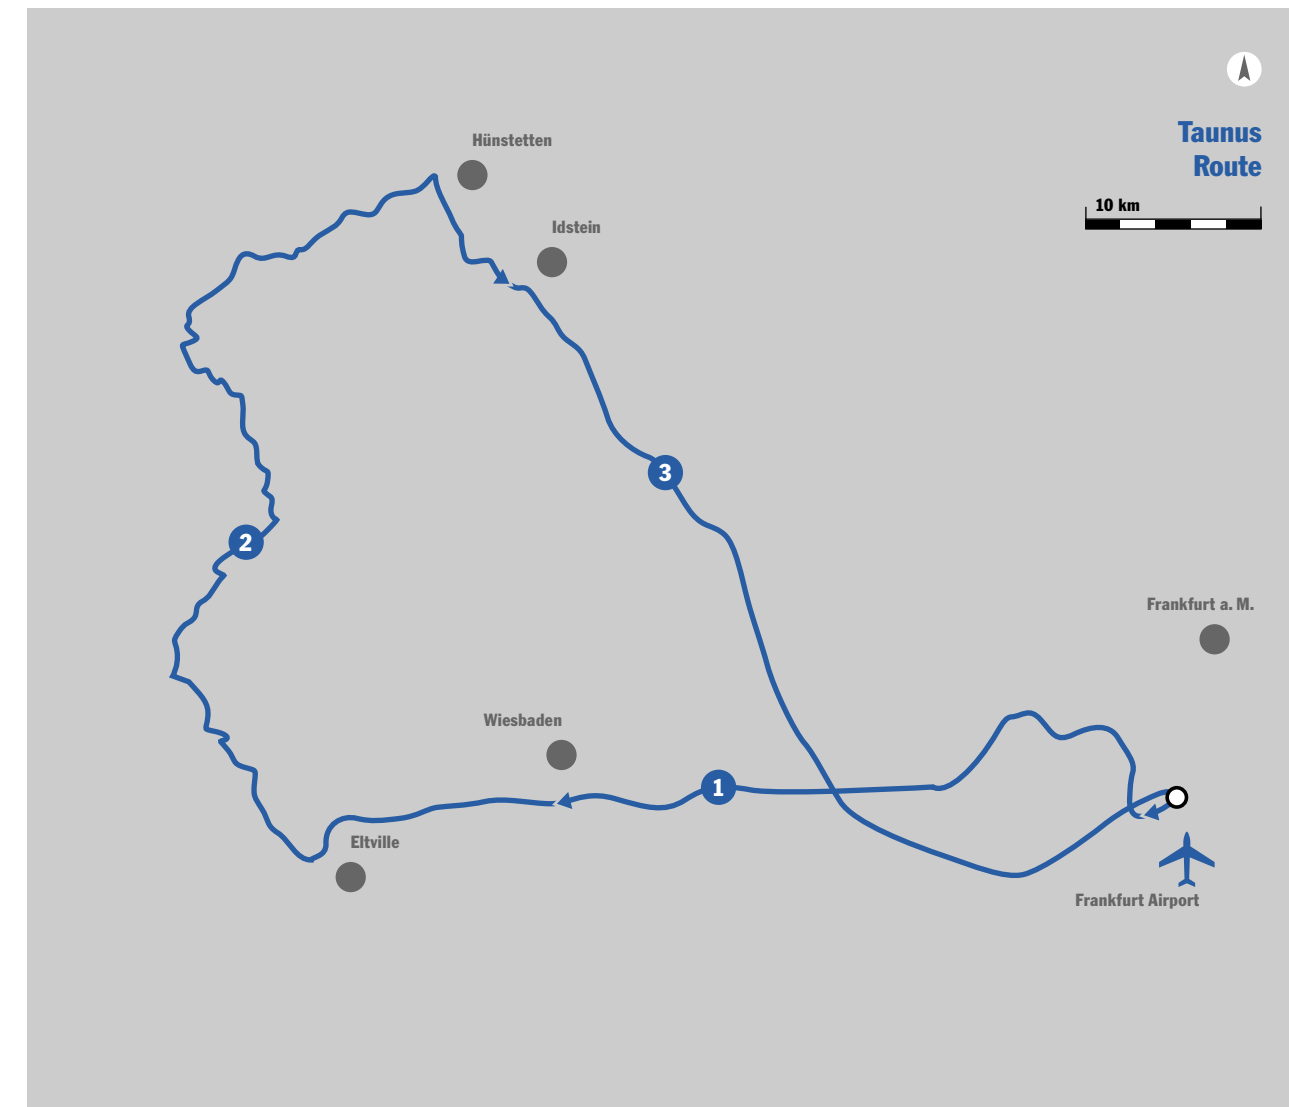 Taunus
Route
10 km
Hünstetten
Idstein
3
2
Frankfurt a. M.
Wiesbaden
1
Eltville
Frankfurt Airport